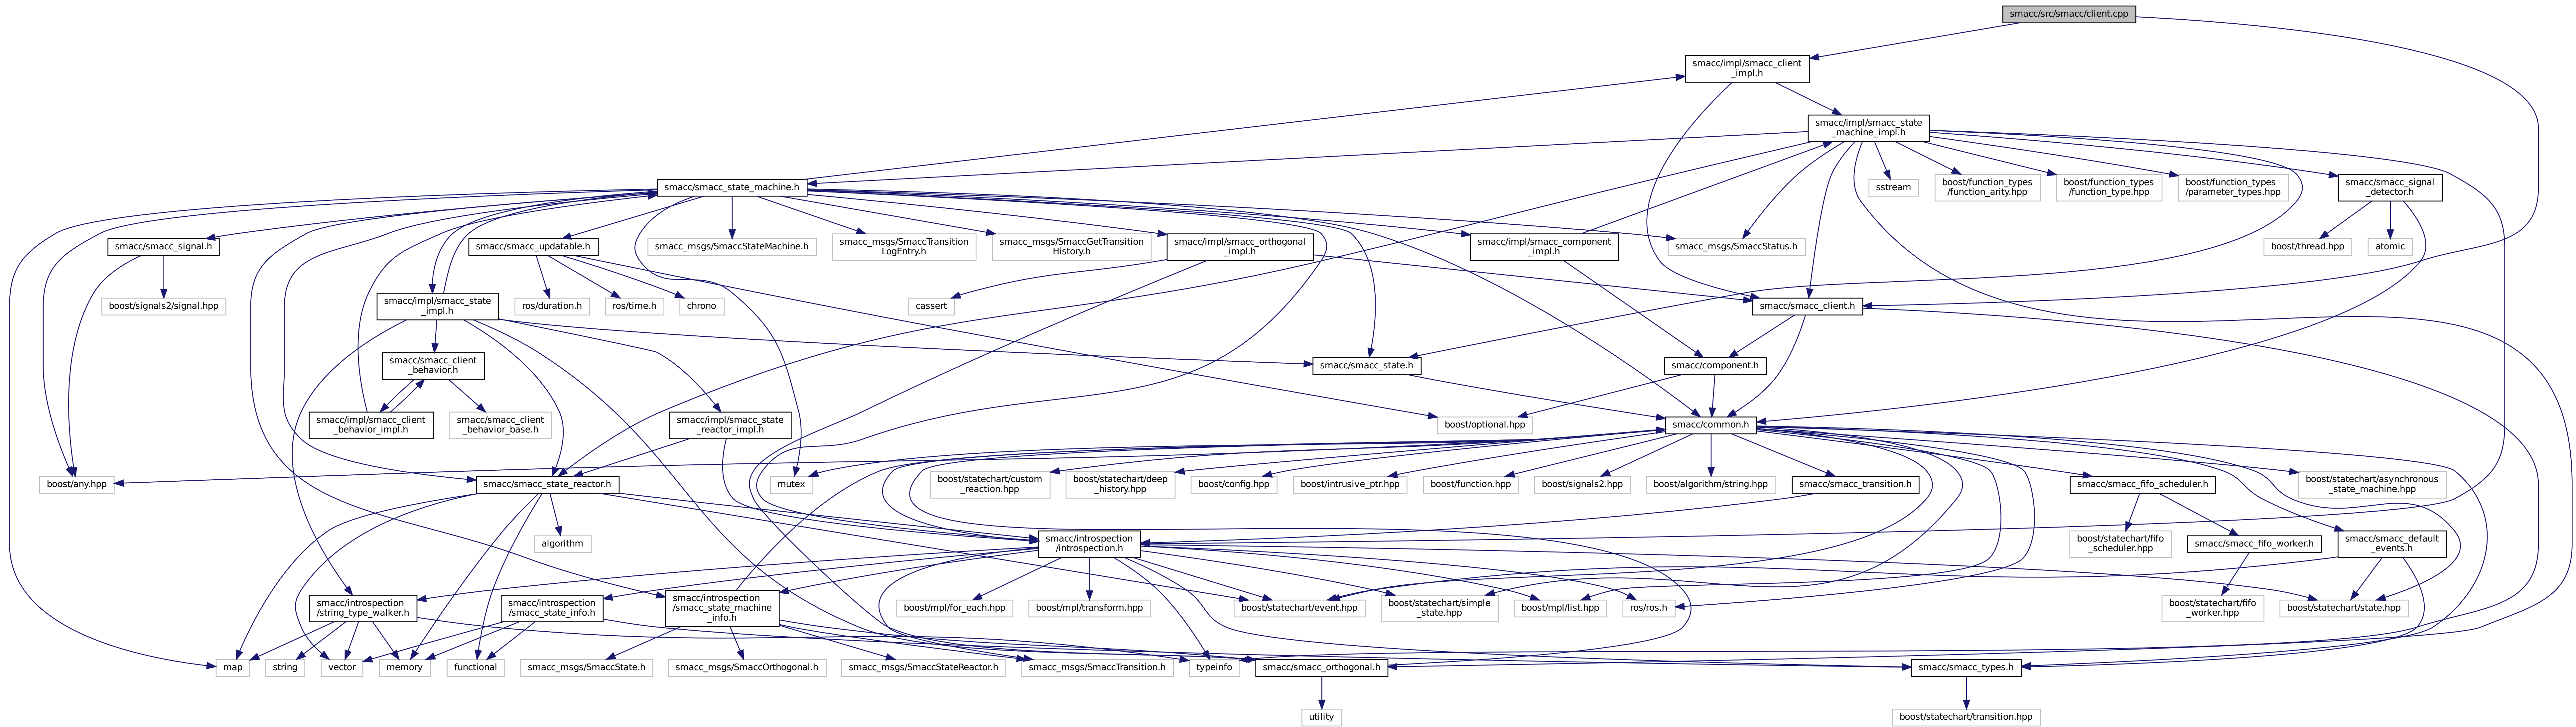 smacc/src/smacc/client.cpp
smacc/impl/smacc_client
_impl.h
smacc/impl/smacc_state
_machine_impl.h
smacc/smacc_state_machine.h
sstream
boost/function_types
/function_arity.hpp
boost/function_types
/function_type.hpp
boost/function_types
/parameter_types.hpp
smacc/smacc_signal
_detector.h
smacc/smacc_signal.h
smacc/smacc_updatable.h
smacc_msgs/SmaccStateMachine.h
smacc_msgs/SmaccTransition
LogEntry.h
smacc_msgs/SmaccGetTransition
History.h
smacc/impl/smacc_orthogonal
_impl.h
smacc/impl/smacc_component
_impl.h
smacc_msgs/SmaccStatus.h
boost/thread.hpp
atomic
boost/signals2/signal.hpp
smacc/impl/smacc_state
_impl.h
ros/duration.h
ros/time.h
chrono
cassert
smacc/smacc_client.h
smacc/smacc_client
_behavior.h
smacc/smacc_state.h
smacc/component.h
smacc/impl/smacc_client
_behavior_impl.h
smacc/smacc_client
_behavior_base.h
smacc/impl/smacc_state
_reactor_impl.h
boost/optional.hpp
smacc/common.h
boost/any.hpp
smacc/smacc_state_reactor.h
mutex
boost/statechart/custom
_reaction.hpp
boost/statechart/deep
_history.hpp
boost/config.hpp
boost/intrusive_ptr.hpp
boost/function.hpp
boost/signals2.hpp
boost/algorithm/string.hpp
smacc/smacc_transition.h
smacc/smacc_fifo_scheduler.h
boost/statechart/asynchronous
_state_machine.hpp
algorithm
smacc/introspection
/introspection.h
boost/statechart/fifo
_scheduler.hpp
smacc/smacc_fifo_worker.h
smacc/smacc_default
_events.h
smacc/introspection
/string_type_walker.h
smacc/introspection
/smacc_state_info.h
smacc/introspection
/smacc_state_machine
_info.h
boost/mpl/for_each.hpp
boost/mpl/transform.hpp
boost/statechart/event.hpp
boost/statechart/simple
_state.hpp
boost/mpl/list.hpp
ros/ros.h
boost/statechart/fifo
_worker.hpp
boost/statechart/state.hpp
map
string
vector
memory
functional
smacc_msgs/SmaccState.h
smacc_msgs/SmaccOrthogonal.h
smacc_msgs/SmaccStateReactor.h
smacc_msgs/SmaccTransition.h
typeinfo
smacc/smacc_orthogonal.h
smacc/smacc_types.h
utility
boost/statechart/transition.hpp